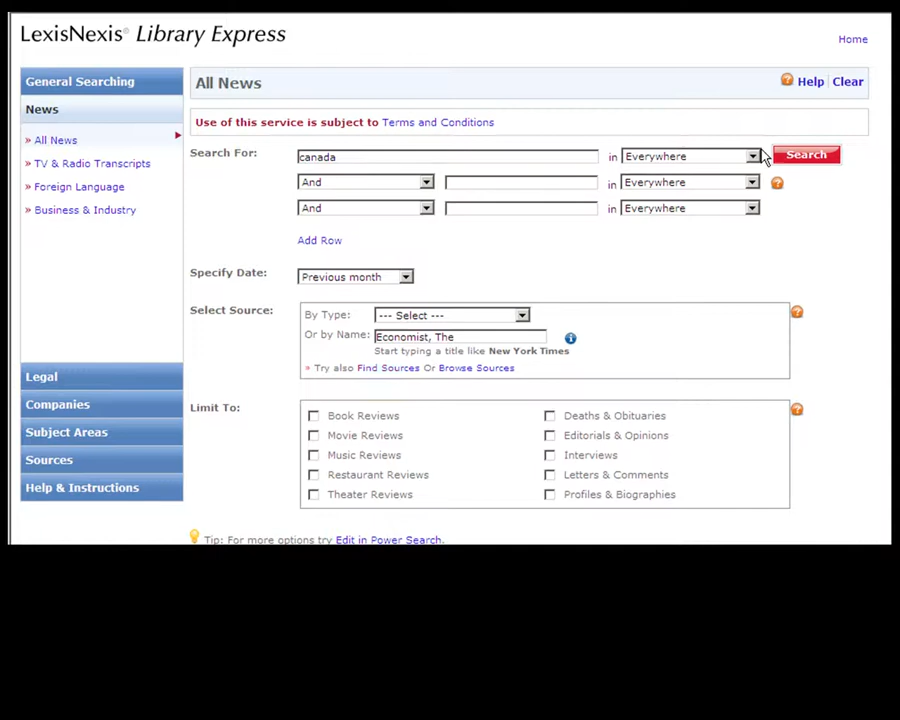 LexisNexis® Library Express
Home
General Searching
News
» All News
» TV & Radio Transcripts
» Foreign Language
» Business & Industry
Legal
Companies
Subject Areas
Sources
Help & Instructions
All News
? Help | Clear
Use of this service is subject to Terms and Conditions
Search For: canada in Everywhere Search
And in Everywhere ?
And in Everywhere
Add Row
Specify Date: Previous month
Select Source: By Type: --- Select --- ?
Or by Name: Economist, The i
Start typing a title like New York Times
» Try also Find Sources Or Browse Sources
Limit To: ?
Book Reviews Deaths & Obituaries
Movie Reviews Editorials & Opinions
Music Reviews Interviews
Restaurant Reviews Letters & Comments
Theater Reviews Profiles & Biographies
Tip: For more options try Edit in Power Search.